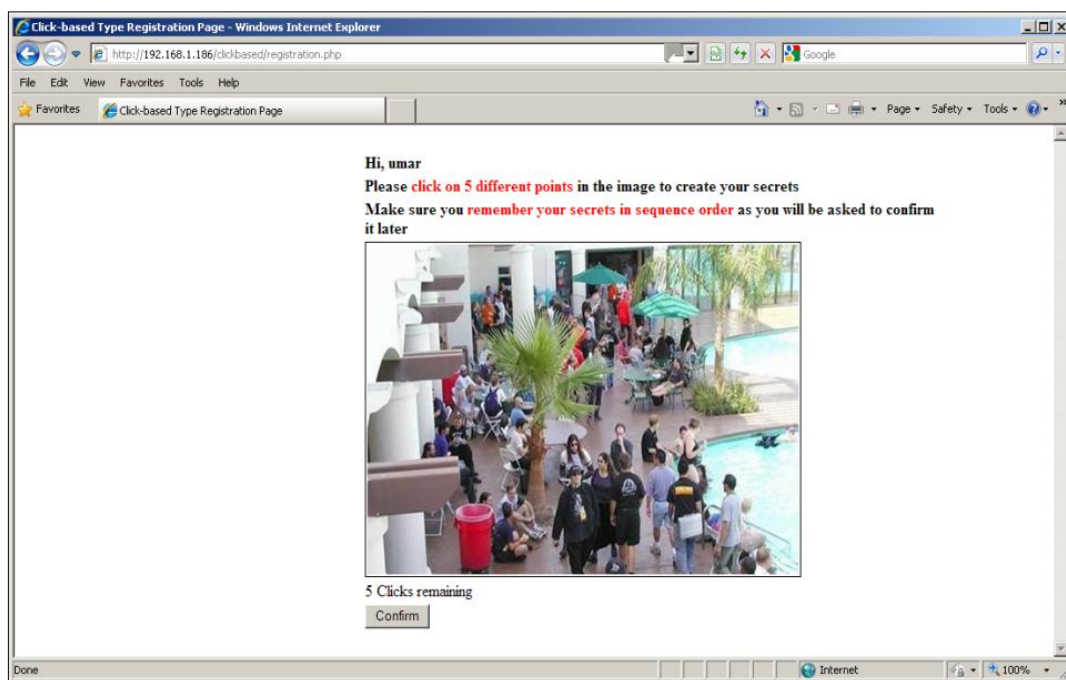 Click-based Type Registration Page - Windows Internet Explorer
http://192.168.1.186/clickbased/registration.php
Google
File Edit View Favorites Tools Help
Favorites Click-based Type Registration Page Page Safety Tools
Hi, umar
Please click on 5 different points in the image to create your secrets
Make sure you remember your secrets in sequence order as you will be asked to confirm
it later
5 Clicks remaining
Confirm
Done Internet 100%